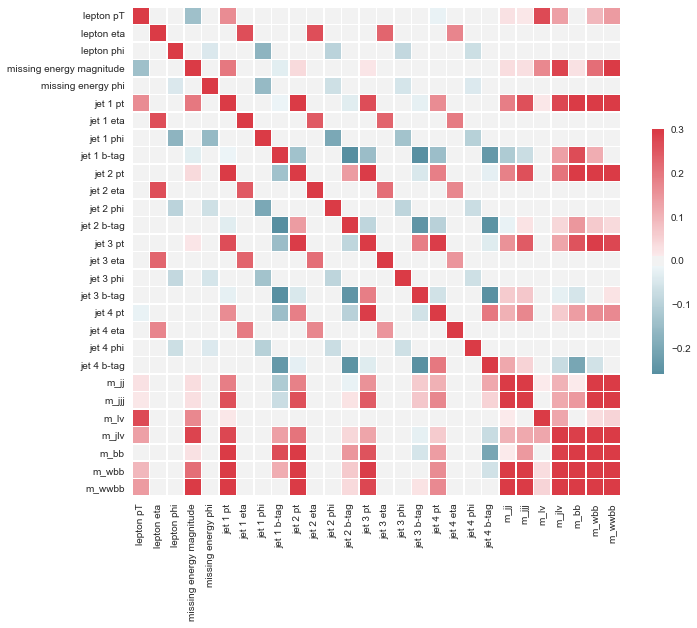 lepton pT
lepton eta
lepton phi
missing energy magnitude
missing energy phi
jet 1 pt
jet 1 eta
jet 1 phi
jet 1 b-tag
jet 2 pt
jet 2 eta
jet 2 phi
jet 2 b-tag
jet 3 pt
jet 3 eta
jet 3 phi
jet 3 b-tag
jet 4 pt
jet 4 eta
jet 4 phi
jet 4 b-tag
m_jj
m_jjj
m_lv
m_jlv
m_bb
m_wbb
m_wwbb
lepton pT
lepton eta
lepton phi
missing energy magnitude
missing energy phi
jet 1 pt
jet 1 eta
jet 1 phi
jet 1 b-tag
jet 2 pt
jet 2 eta
jet 2 phi
jet 2 b-tag
jet 3 pt
jet 3 eta
jet 3 phi
jet 3 b-tag
jet 4 pt
jet 4 eta
jet 4 phi
jet 4 b-tag
m_jj
m_jjj
m_lv
m_jlv
m_bb
m_wbb
m_wwbb
0.3
0.2
0.1
0.0
−0.1
−0.2